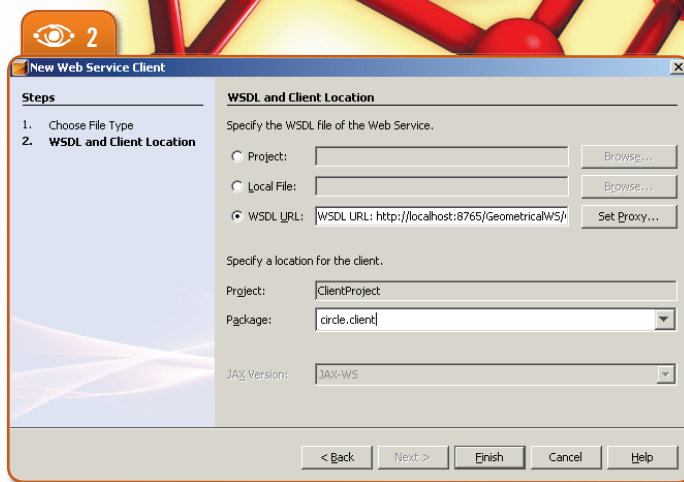 2
New Web Service Client
Steps
1. Choose File Type
2. WSDL and Client Location
WSDL and Client Location
Specify the WSDL file of the Web Service.
Project:
Browse...
Local File:
Browse...
WSDL URL: WSDL URL: http://localhost:8765/GeometricalWS/
Set Proxy...
Specify a location for the client.
Project: ClientProject
Package: circle.client
JAX Version: JAX-WS
< Back
Next >
Finish
Cancel
Help